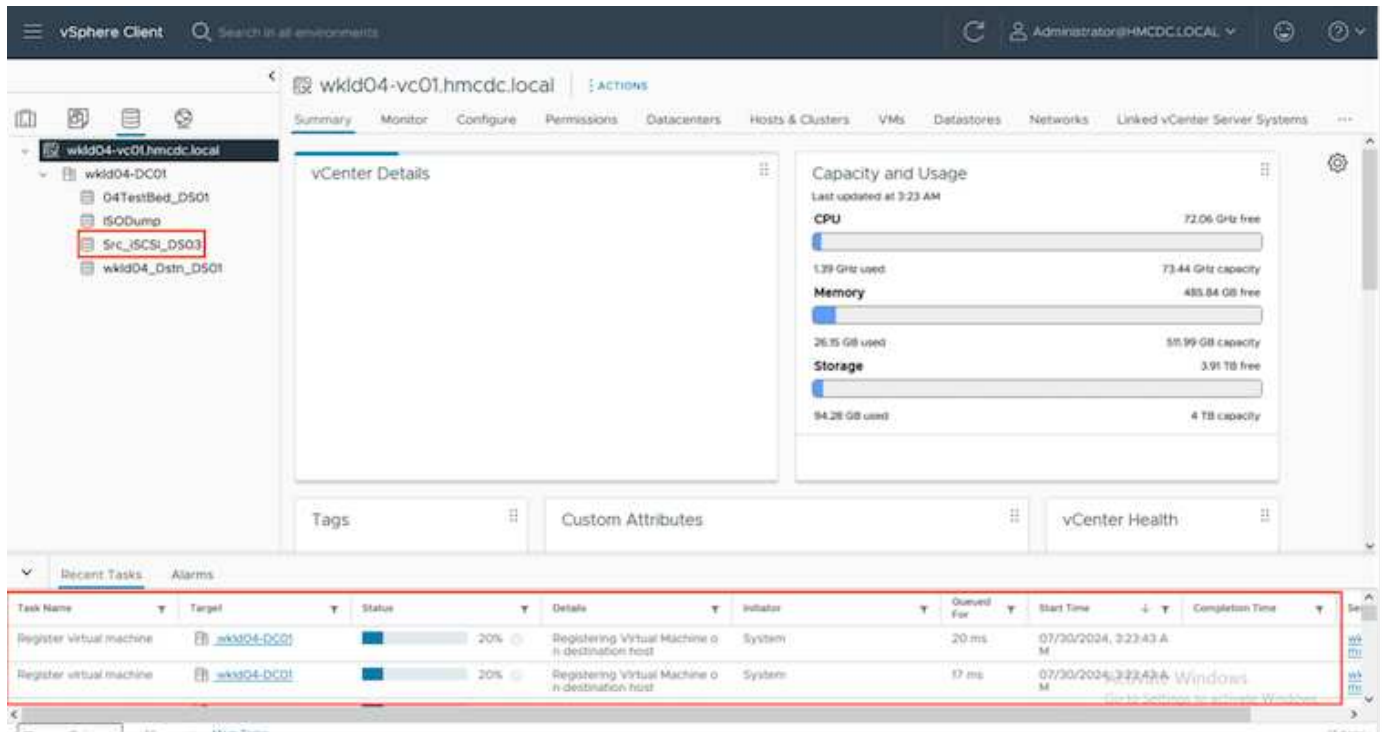 vSphere Client
Search in all environments
Administrator@HMCDC.LOCAL
wkld04-vc01.hmcdc.local
ACTIONS
Summary Monitor Configure Permissions Datacenters Hosts & Clusters VMs Datastores Networks Linked vCenter Server Systems ...
wkld04-vc01.hmcdc.local
wkld04-DC01
04TestBed_DS01
ISODump
Src_iSCSI_DS03
wkld04_Dstn_DS01
vCenter Details
Capacity and Usage
Last updated at 3:23 AM
CPU
72.06 GHz free
1.39 GHz used
73.44 GHz capacity
Memory
485.84 GB free
26.15 GB used
511.99 GB capacity
Storage
3.91 TB free
94.28 GB used
4 TB capacity
Tags
Custom Attributes
vCenter Health
Recent Tasks Alarms
Task Name Target Status Details Initiator Queued For Start Time Completion Time
Register virtual machine wkld04-DC01 20% Registering Virtual Machine o System 20 ms 07/30/2024, 3:23:43 A
n destination host M
Register virtual machine wkld04-DC01 20% Registering Virtual Machine o System 17 ms 07/30/2024, 3:23:43 A
n destination host M
Activate Windows
Go to Settings to activate Windows.